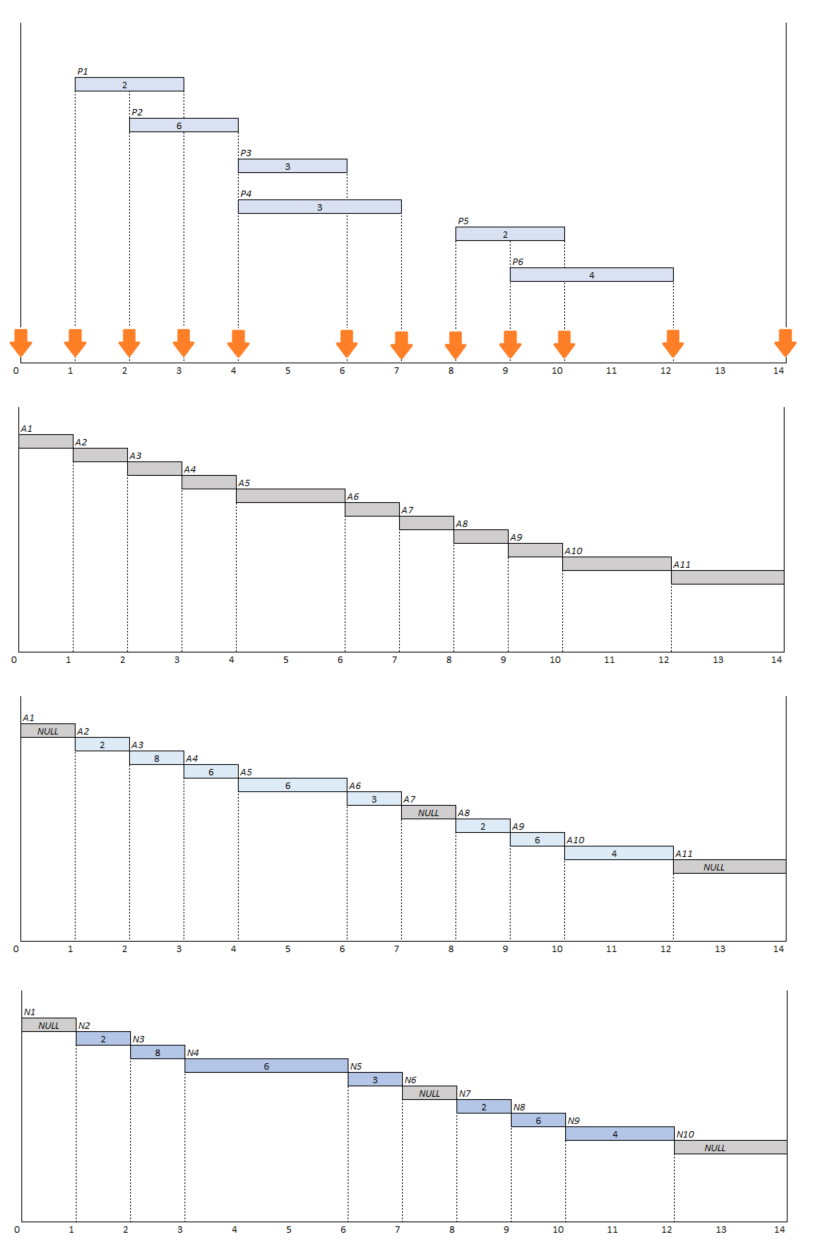 P1
2
P2
6
P3
3
P4
3
P5
2
P6
4
0 1 2 3 4 5 6 7 8 9 10 11 12 13 14
A1
A2
A3
A4
A5
A6
A7
A8
A9
A10
A11
0 1 2 3 4 5 6 7 8 9 10 11 12 13 14
A1
NULL A2
2 A3
8 A4
6 A5
6 A6
3 A7
NULL A8
2 A9
6 A10
4 A11
NULL
0 1 2 3 4 5 6 7 8 9 10 11 12 13 14
N1
NULL N2
2 N3
8 N4
6 N5
3 N6
NULL N7
2 N8
6 N9
4 N10
NULL
0 1 2 3 4 5 6 7 8 9 10 11 12 13 14